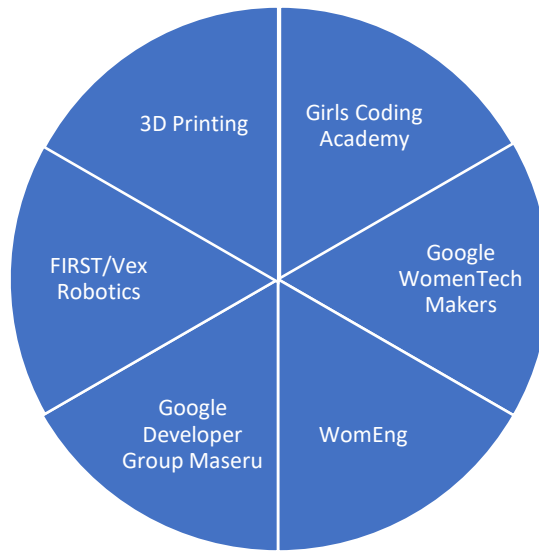 3D Printing
Girls Coding
Academy
Google
WomenTech
Makers
WomEng
Google
Developer
Group Maseru
FIRST/Vex
Robotics